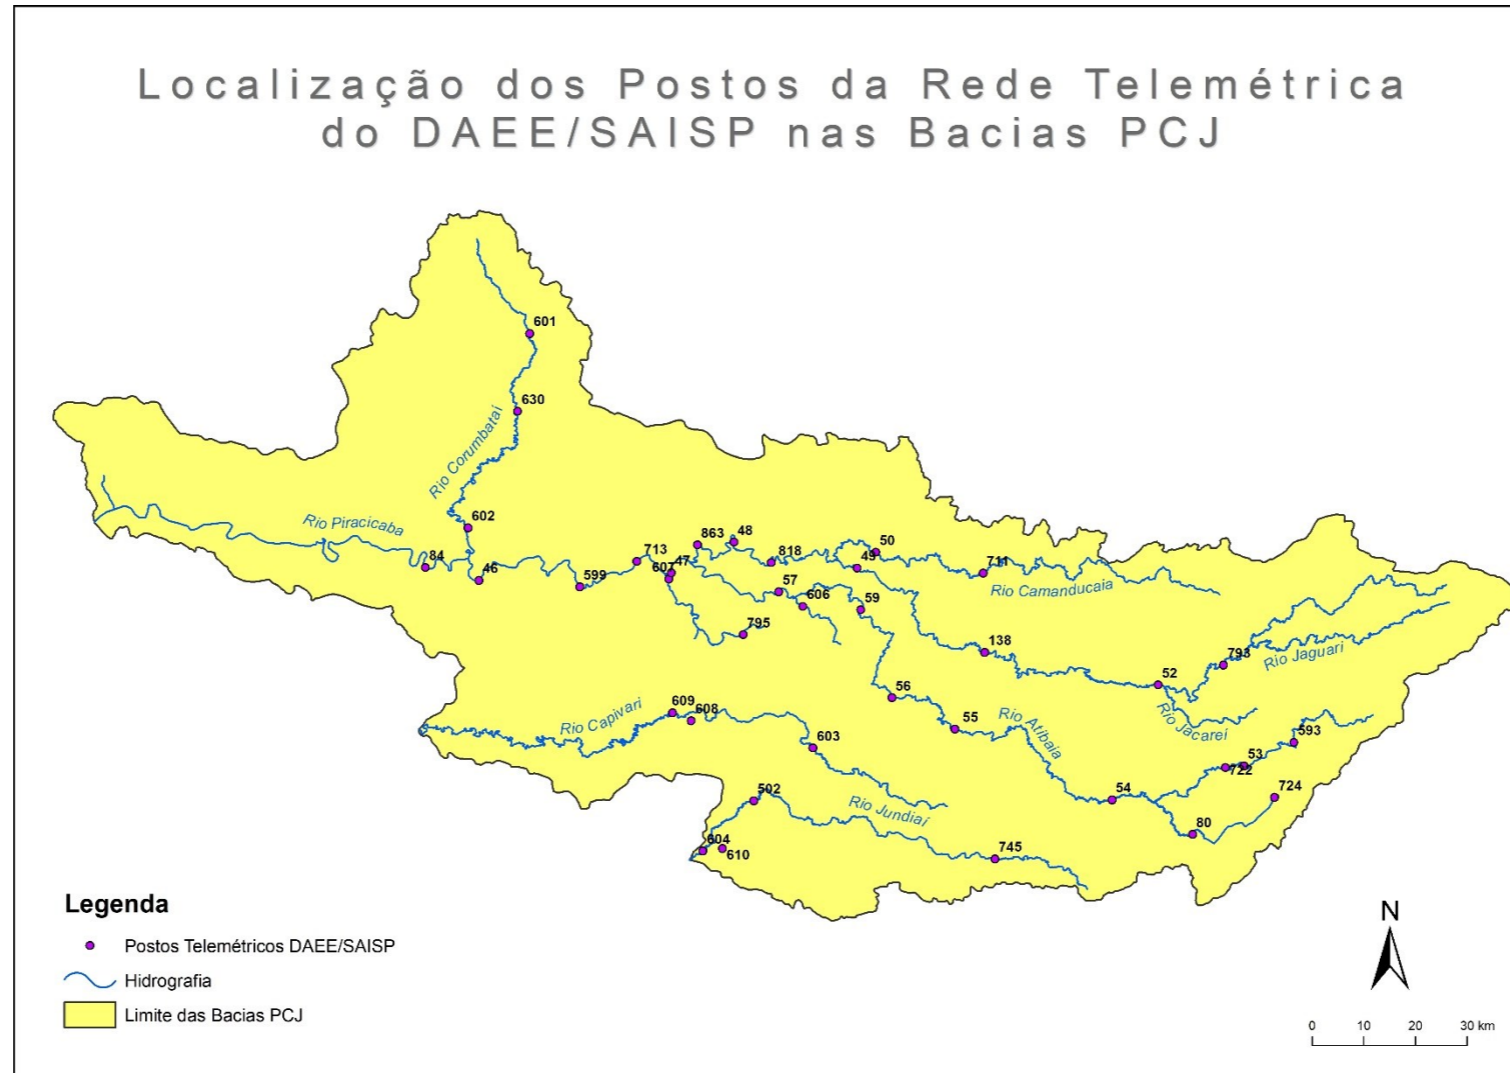 Localização dos Postos da Rede Telemétrica
do DAEE/SAISP nas Bacias PCJ
601
630
Rio Corumbataí
602
Rio Piracicaba
84
46
599
713
863
48
47
607
818
50
49
711
Rio Camanducaia
57
606
59
795
138
793
Rio Jaguari
52
Rio Jacareí
56
609
608
Rio Capivari
55
Rio Atibaia
603
593
53
722
724
54
502
Rio Jundiaí
80
604
610
745
Legenda
Postos Telemétricos DAEE/SAISP
Hidrografia
Limite das Bacias PCJ
N
0 10 20 30 km